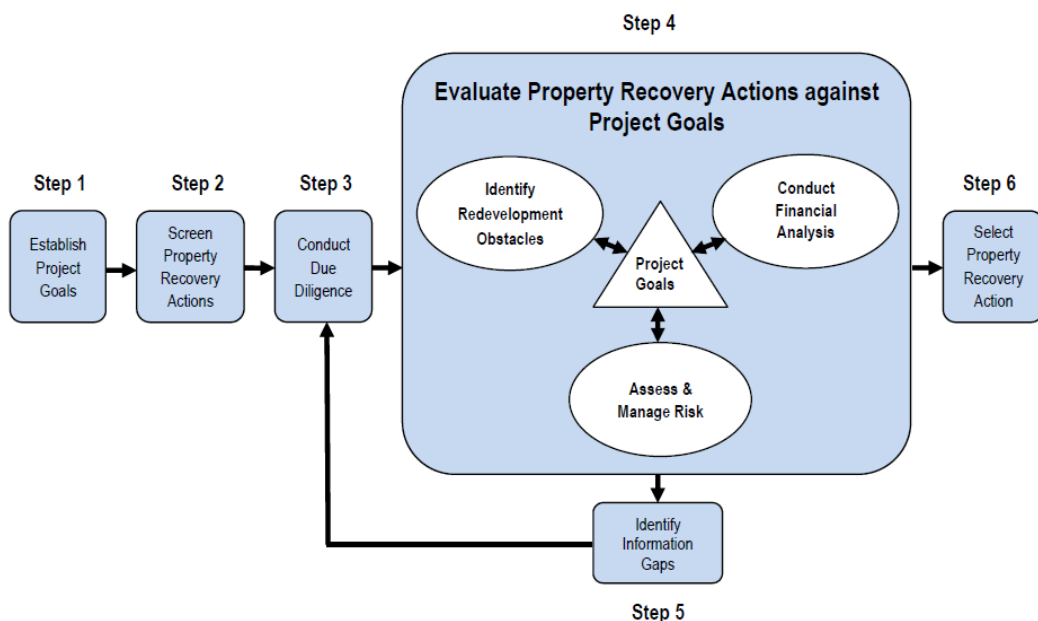 Step 4
Evaluate Property Recovery Actions against
Project Goals
Step 1
Step 2
Step 3
Step 6
Establish
Project
Goals
Screen
Property
Recovery
Actions
Conduct
Due
Diligence
Identify
Redevelopment
Obstacles
Conduct
Financial
Analysis
Project
Goals
Assess &
Manage Risk
Select
Property
Recovery
Action
Identify
Information
Gaps
Step 5